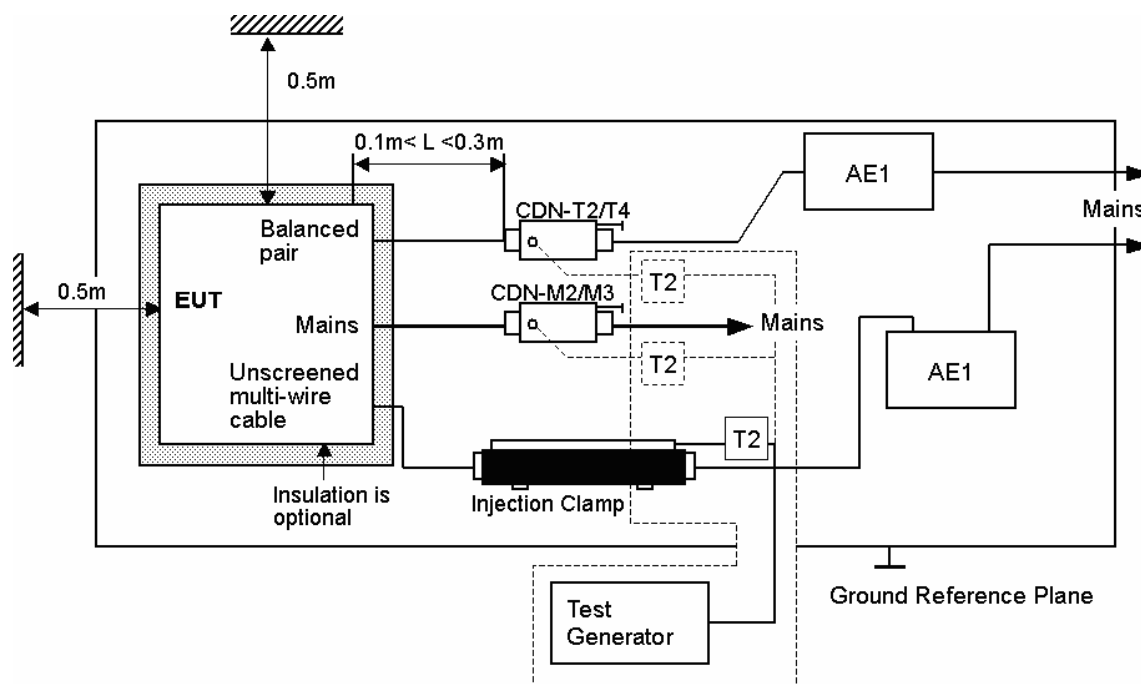 0.5m
0.1m< L <0.3m
AE1
CDN-T2/T4
Mains
Balanced
pair
T2
0.5m
EUT
CDN-M2/M3
Mains
Mains
T2
AE1
Unscreened
multi-wire
cable
T2
Insulation is
optional
Injection Clamp
Ground Reference Plane
Test
Generator